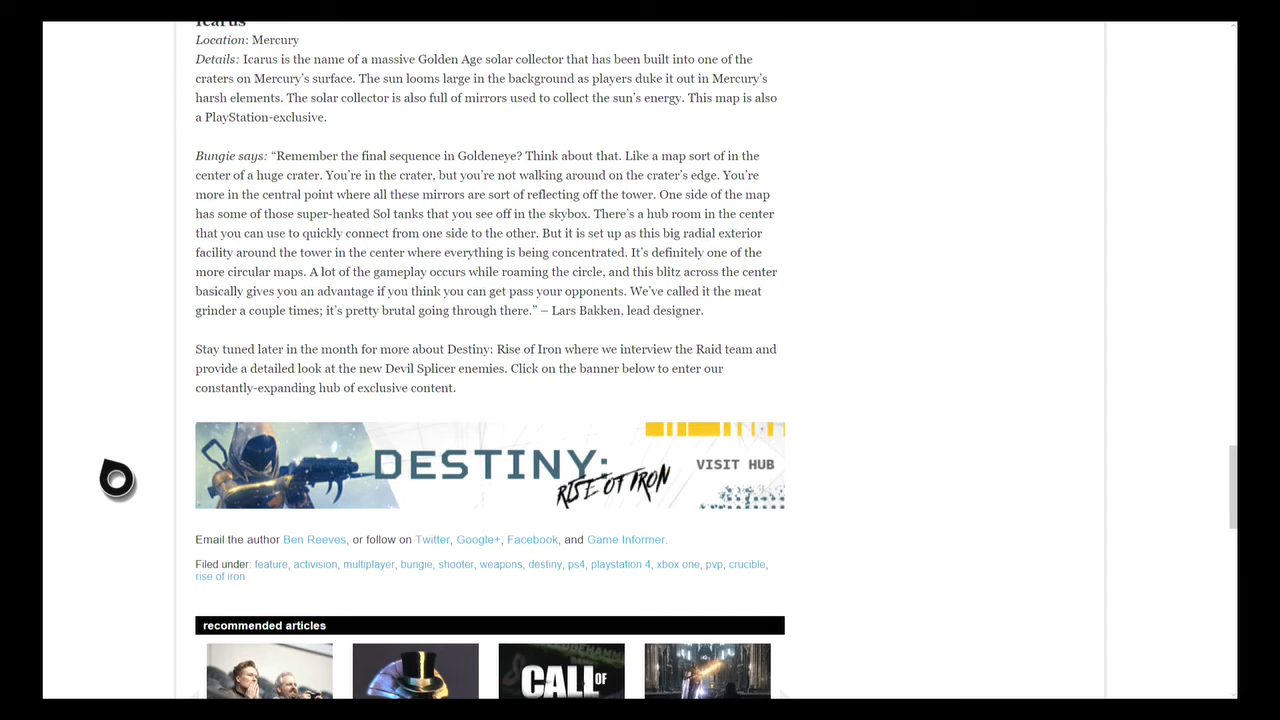 Icarus
Location: Mercury
Details: Icarus is the name of a massive Golden Age solar collector that has been built into one of the
craters on Mercury's surface. The sun looms large in the background as players duke it out in Mercury's
harsh elements. The solar collector is also full of mirrors used to collect the sun's energy. This map is also
a PlayStation-exclusive.
Bungie says: “Remember the final sequence in Goldeneye? Think about that. Like a map sort of in the
center of a huge crater. You're in the crater, but you're not walking around on the crater's edge. You're
more in the central point where all these mirrors are sort of reflecting off the tower. One side of the map
has some of those super-heated Sol tanks that you see off in the skybox. There's a hub room in the center
that you can use to quickly connect from one side to the other. But it is set up as this big radial exterior
facility around the tower in the center where everything is being concentrated. It's definitely one of the
more circular maps. A lot of the gameplay occurs while roaming the circle, and this blitz across the center
basically gives you an advantage if you think you can get pass your opponents. We've called it the meat
grinder a couple times; it's pretty brutal going through there.” – Lars Bakken, lead designer.
Stay tuned later in the month for more about Destiny: Rise of Iron where we interview the Raid team and
provide a detailed look at the new Devil Splicer enemies. Click on the banner below to enter our
constantly-expanding hub of exclusive content.
DESTINY:
RISE OF IRON
VISIT HUB
Email the author Ben Reeves, or follow on Twitter, Google+, Facebook, and Game Informer.
Filed under: feature, activision, multiplayer, bungie, shooter, weapons, destiny, ps4, playstation 4, xbox one, pvp, crucible,
rise of iron
recommended articles
CALL OF